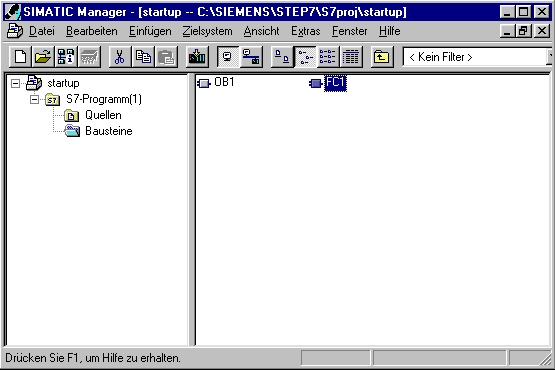 SIMATIC Manager - [startup -- C:\SIEMENS\STEP7\S7proj\startup]
Datei Bearbeiten Einfügen Zielsystem Ansicht Extras Fenster Hilfe
< Kein Filter >
startup
S7-Programm(1)
Quellen
Bausteine
OB1 FC1
Drücken Sie F1, um Hilfe zu erhalten.